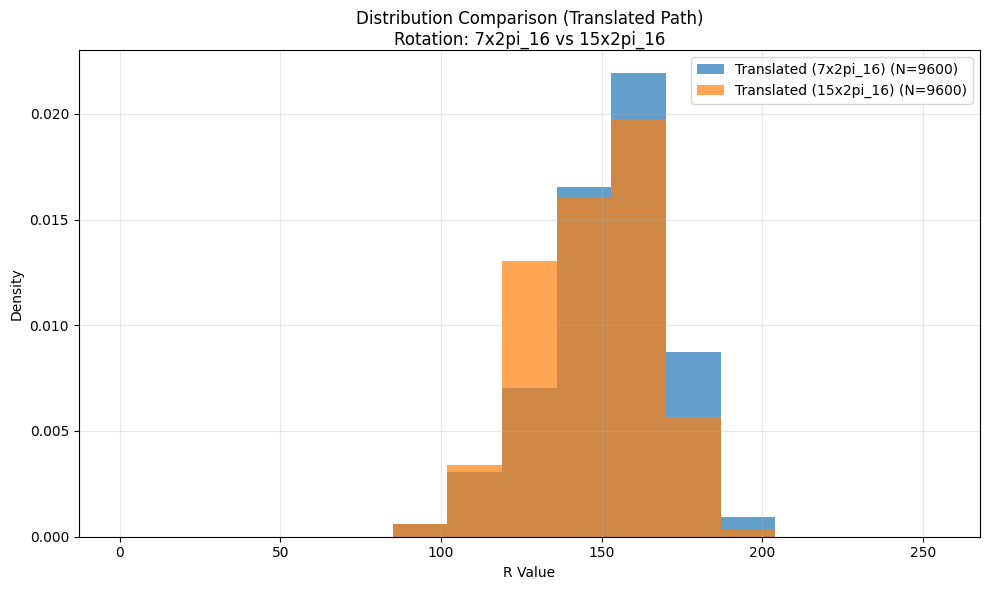 Distribution Comparison (Translated Path)
Rotation: 7x2pi_16 vs 15x2pi_16
Translated (7x2pi_16) (N=9600)
Translated (15x2pi_16) (N=9600)
Density
0.020
0.015
0.010
0.005
0.000
0 50 100 150 200 250
R Value